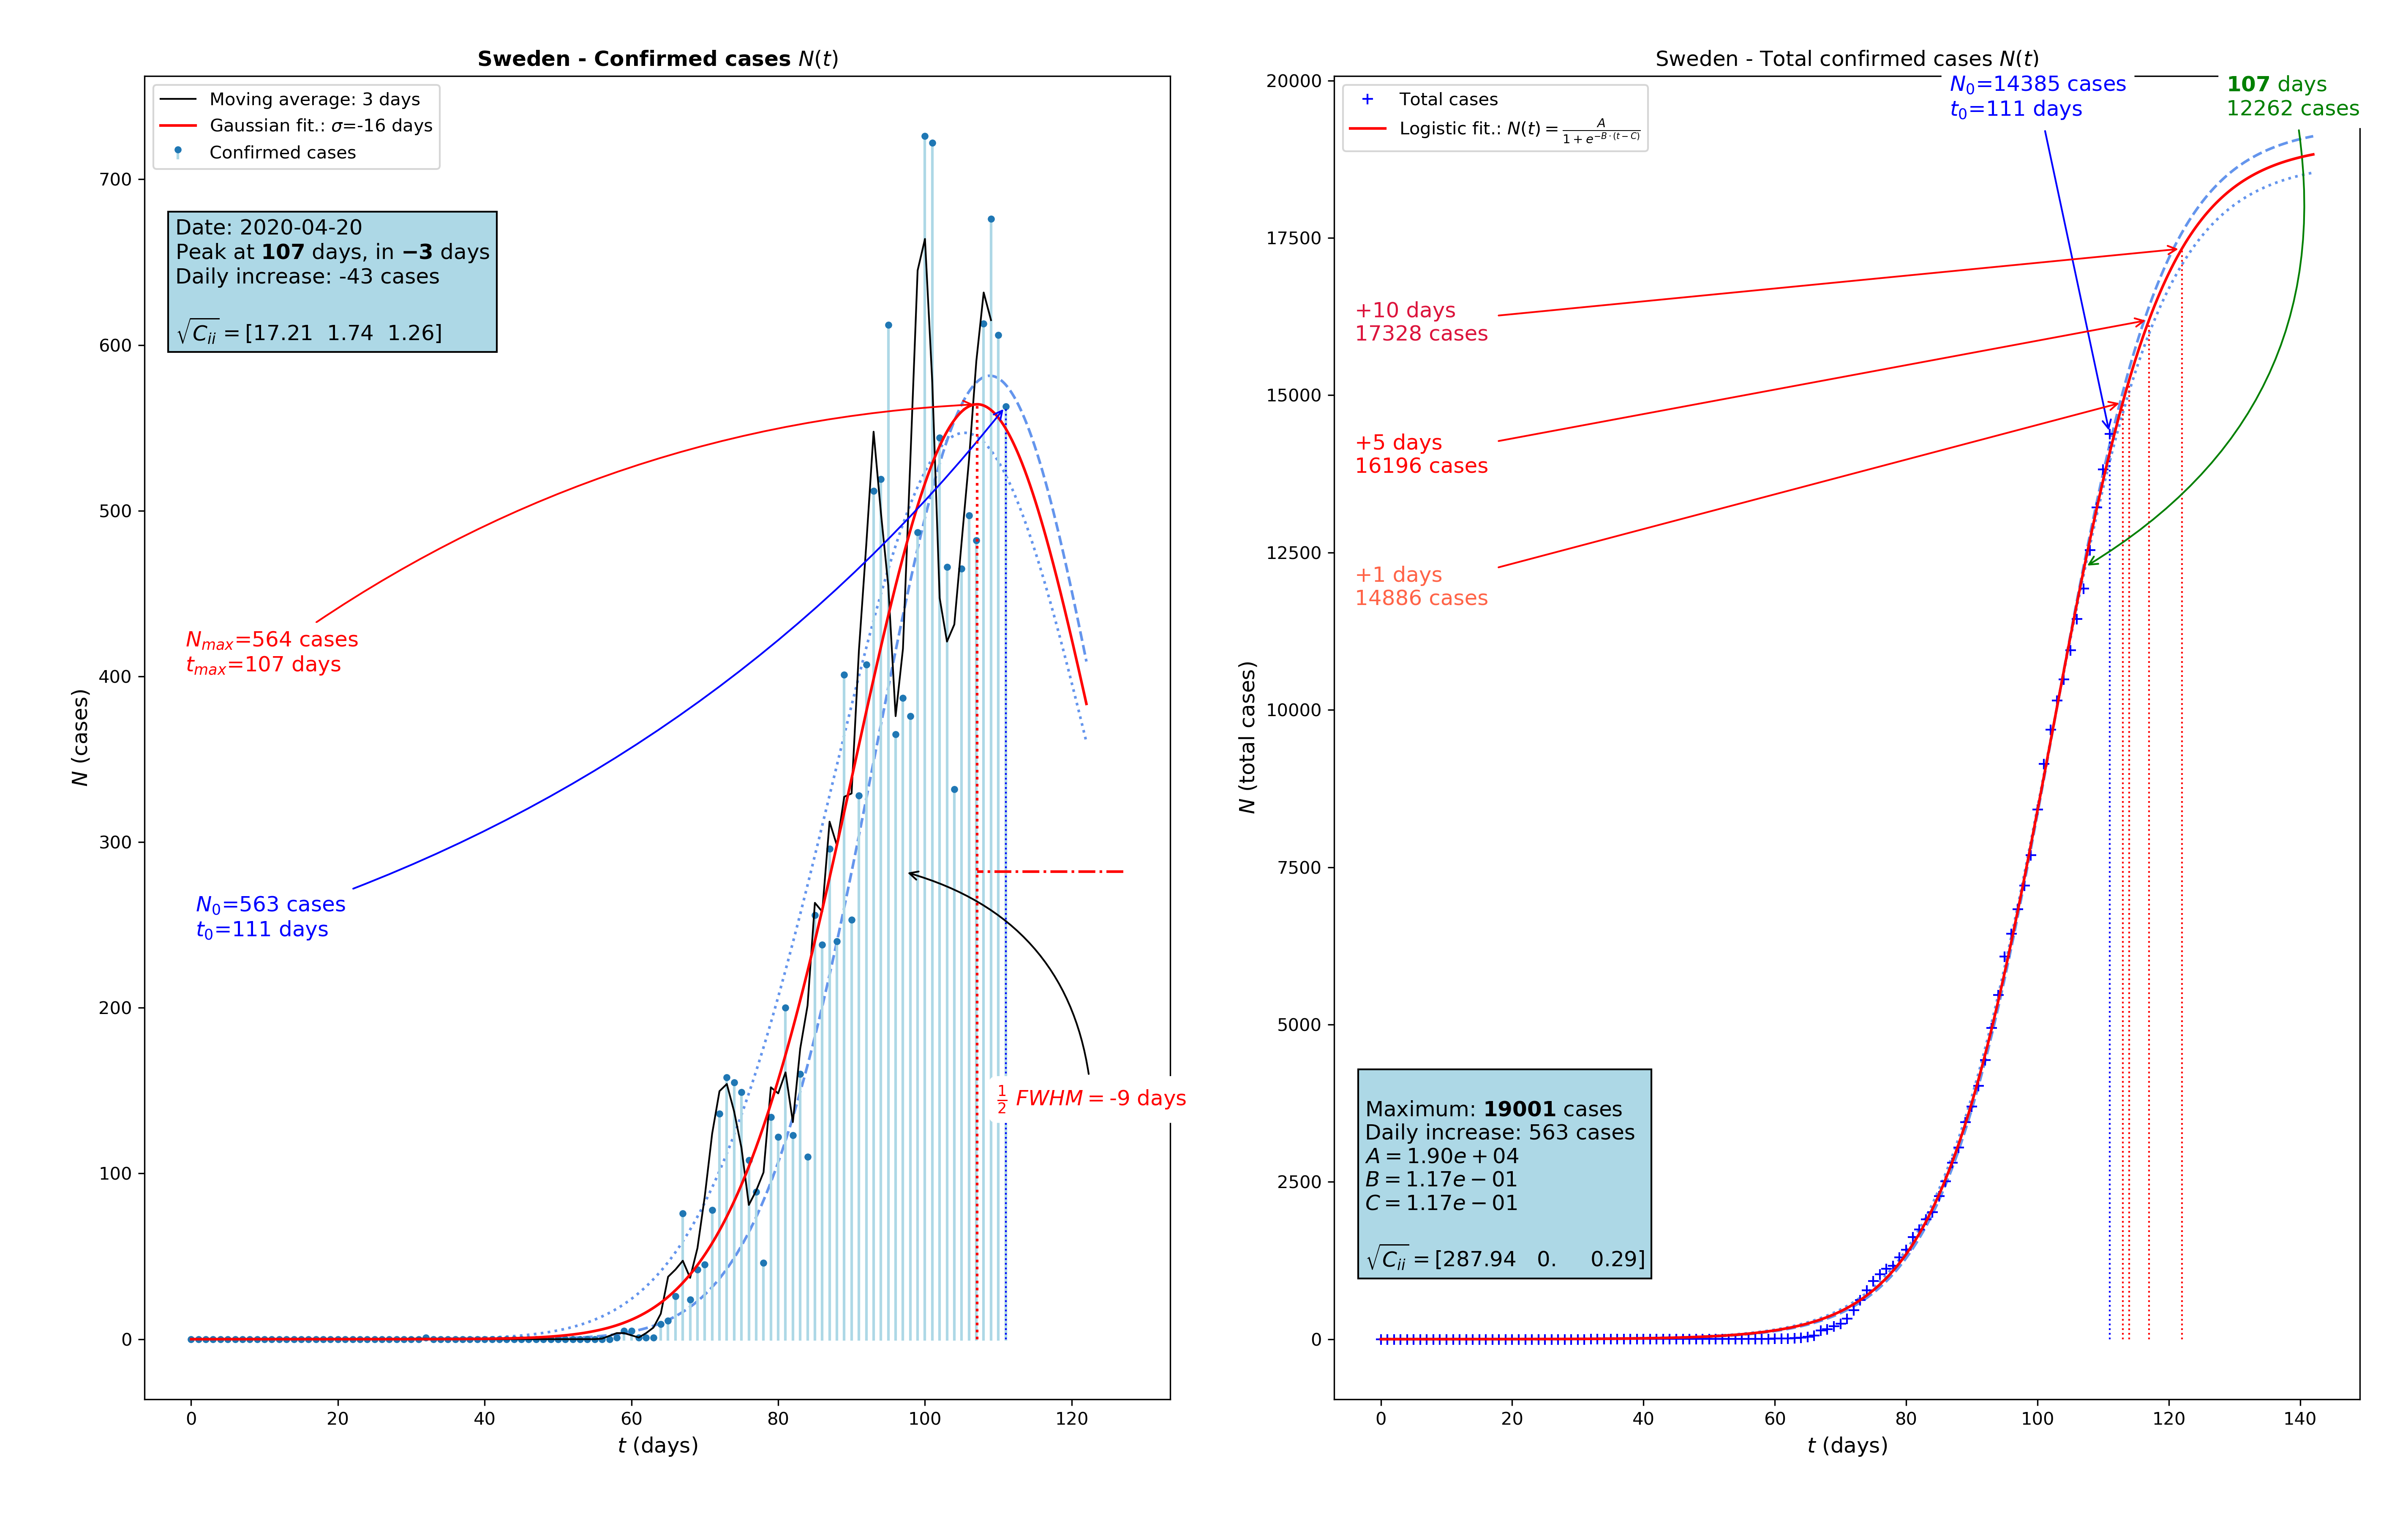 Sweden - Confirmed cases N(t)
Moving average: 3 days
Gaussian fit.: σ=-16 days
Confirmed cases
Date: 2020-04-20
Peak at 107 days, in −3 days
Daily increase: -43 cases
√C_ii = [17.21 1.74 1.26]
N_max=564 cases
t_max=107 days
N_0=563 cases
t_0=111 days
½ FWHM = -9 days
N (cases)
700
600
500
400
300
200
100
0
0 20 40 60 80 100 120
t (days)
Sweden - Total confirmed cases N(t)
Total cases
Logistic fit.: N(t) = A / (1 + e^{−B·(t−C)})
N_0=14385 cases
t_0=111 days
107 days
12262 cases
+10 days
17328 cases
+5 days
16196 cases
+1 days
14886 cases
Maximum: 19001 cases
Daily increase: 563 cases
A = 1.90e + 04
B = 1.17e − 01
C = 1.17e − 01
√C_ii = [287.94 0. 0.29]
N (total cases)
20000
17500
15000
12500
10000
7500
5000
2500
0
0 20 40 60 80 100 120 140
t (days)